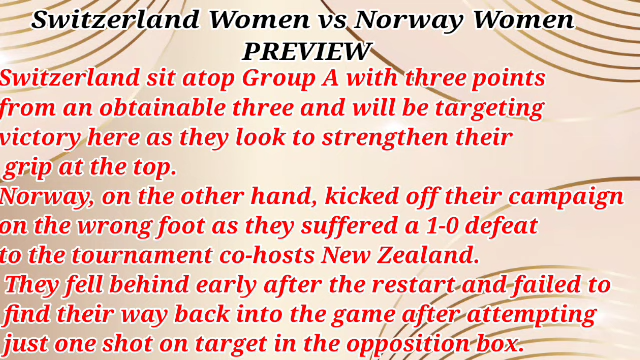 Switzerland Women vs Norway Women
PREVIEW
Switzerland sit atop Group A with three points
from an obtainable three and will be targeting
victory here as they look to strengthen their
grip at the top.
Norway, on the other hand, kicked off their campaign
on the wrong foot as they suffered a 1-0 defeat
to the tournament co-hosts New Zealand.
They fell behind early after the restart and failed to
find their way back into the game after attempting
just one shot on target in the opposition box.